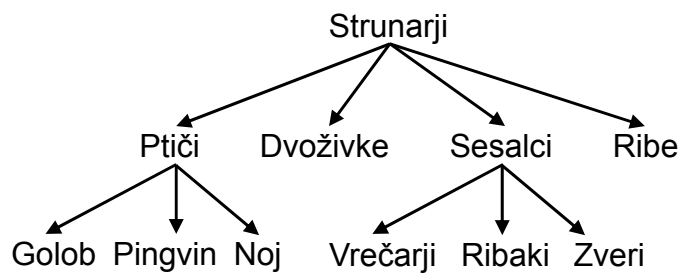 Strunarji
Ptiči Dvoživke Sesalci Ribe
Golob Pingvin Noj Vrečarji Ribaki Zveri